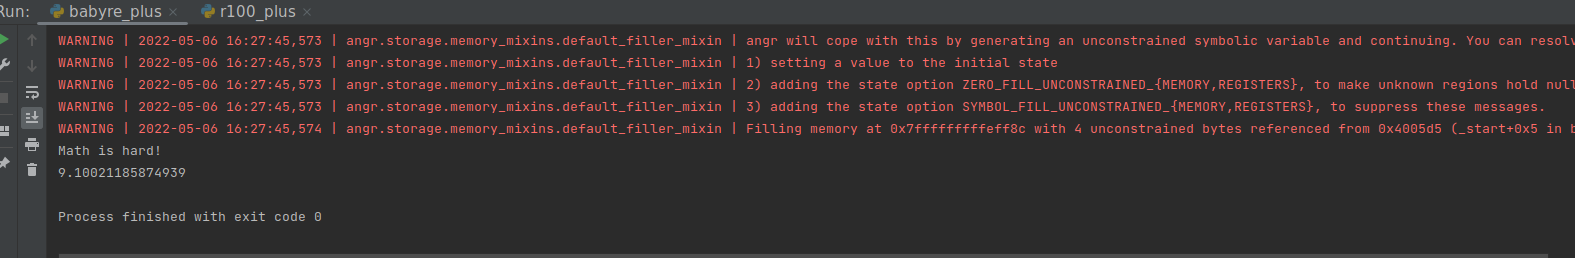 Run: babyre_plus × r100_plus ×
WARNING | 2022-05-06 16:27:45,573 | angr.storage.memory_mixins.default_filler_mixin | angr will cope with this by generating an unconstrained symbolic variable and continuing. You can resolv
WARNING | 2022-05-06 16:27:45,573 | angr.storage.memory_mixins.default_filler_mixin | 1) setting a value to the initial state
WARNING | 2022-05-06 16:27:45,573 | angr.storage.memory_mixins.default_filler_mixin | 2) adding the state option ZERO_FILL_UNCONSTRAINED_{MEMORY,REGISTERS}, to make unknown regions hold null
WARNING | 2022-05-06 16:27:45,573 | angr.storage.memory_mixins.default_filler_mixin | 3) adding the state option SYMBOL_FILL_UNCONSTRAINED_{MEMORY,REGISTERS}, to suppress these messages.
WARNING | 2022-05-06 16:27:45,574 | angr.storage.memory_mixins.default_filler_mixin | Filling memory at 0x7fffffffffeff8c with 4 unconstrained bytes referenced from 0x4005d5 (_start+0x5 in b
Math is hard!
9.10021185874939
Process finished with exit code 0